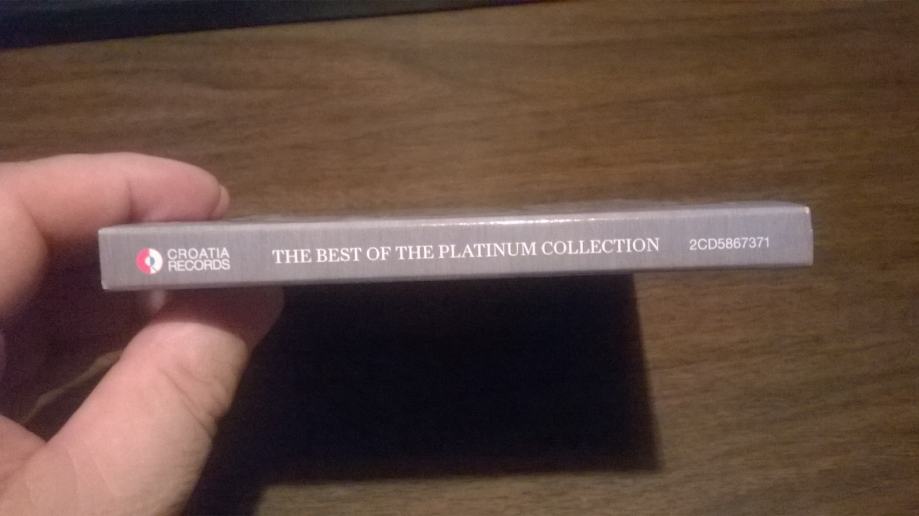 CROATIA
RECORDS
THE BEST OF THE PLATINUM COLLECTION
2CD5867371